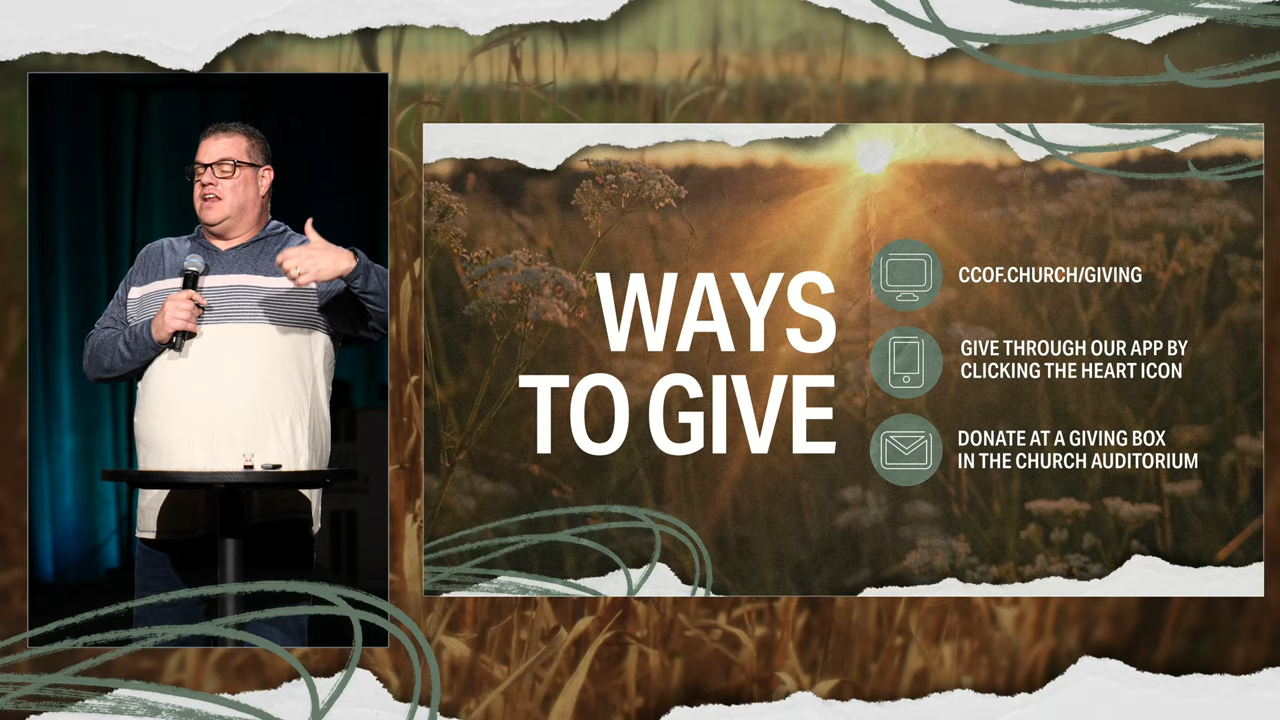 WAYS
TO GIVE
CCOF.CHURCH/GIVING
GIVE THROUGH OUR APP BY
CLICKING THE HEART ICON
DONATE AT A GIVING BOX
IN THE CHURCH AUDITORIUM